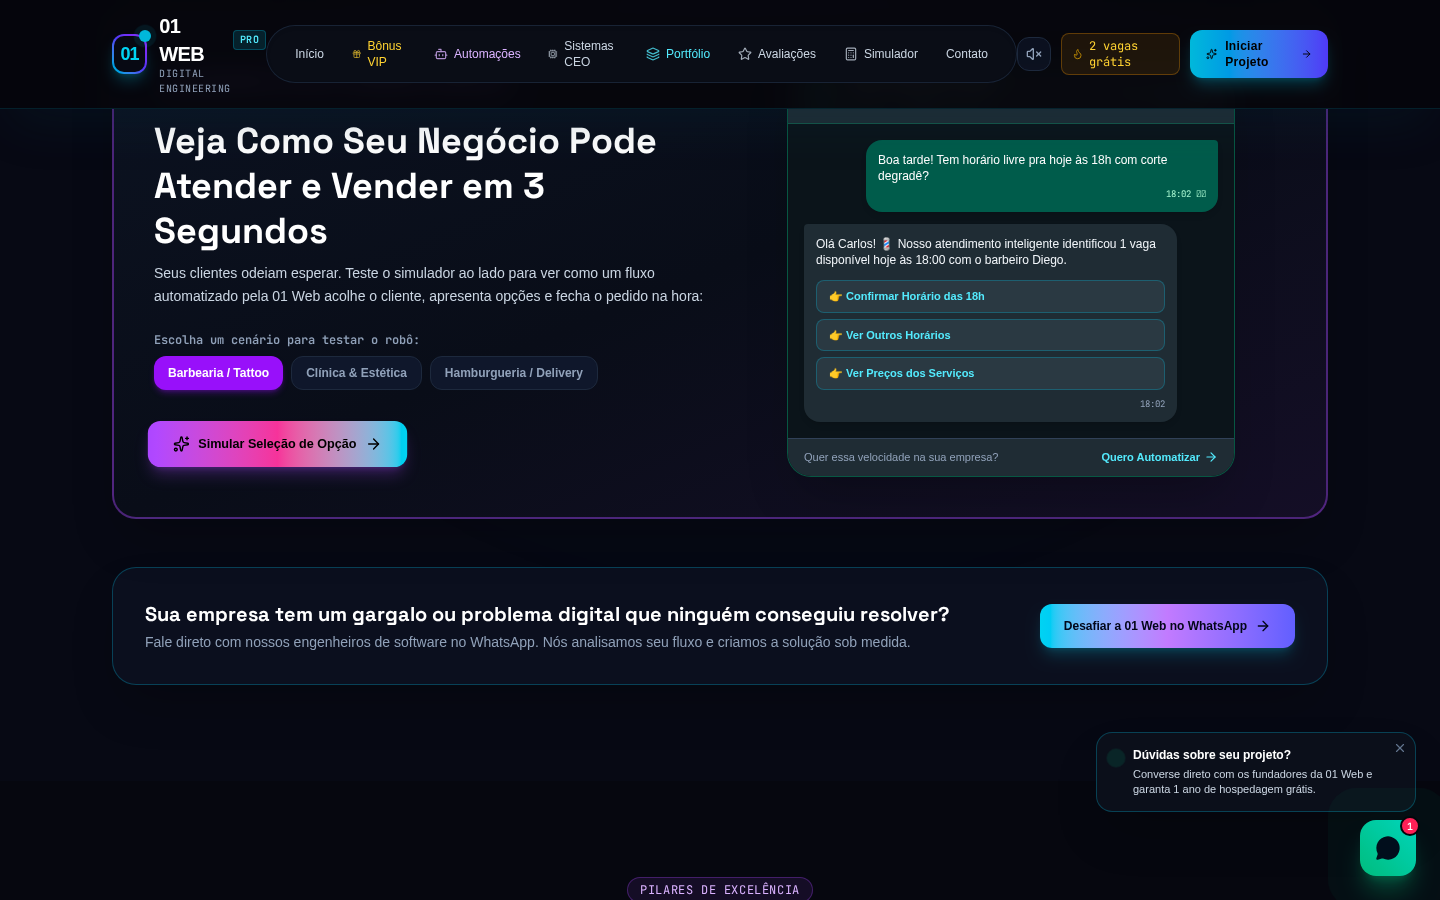 01
01
WEB
DIGITAL
ENGINEERING
PRO
Início
Bônus
VIP
Automações
Sistemas
CEO
Portfólio
Avaliações
Simulador
Contato
2 vagas
grátis
Iniciar
Projeto
Veja Como Seu Negócio Pode
Atender e Vender em 3
Segundos
Seus clientes odeiam esperar. Teste o simulador ao lado para ver como um fluxo
automatizado pela 01 Web acolhe o cliente, apresenta opções e fecha o pedido na hora:
Escolha um cenário para testar o robô:
Barbearia / Tattoo
Clínica & Estética
Hamburgueria / Delivery
Simular Seleção de Opção
Boa tarde! Tem horário livre pra hoje às 18h com corte
degradê?
18:02
Olá Carlos! 💈 Nosso atendimento inteligente identificou 1 vaga
disponível hoje às 18:00 com o barbeiro Diego.
👉 Confirmar Horário das 18h
👉 Ver Outros Horários
👉 Ver Preços dos Serviços
18:02
Quer essa velocidade na sua empresa?
Quero Automatizar
Sua empresa tem um gargalo ou problema digital que ninguém conseguiu resolver?
Fale direto com nossos engenheiros de software no WhatsApp. Nós analisamos seu fluxo e criamos a solução sob medida.
Desafiar a 01 Web no WhatsApp
Dúvidas sobre seu projeto?
Converse direto com os fundadores da 01 Web e
garanta 1 ano de hospedagem grátis.
1
PILARES DE EXCELÊNCIA